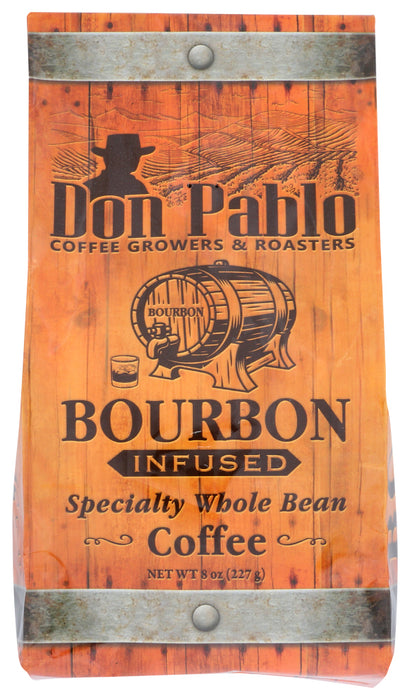 Don Pablo
COFFEE GROWERS & ROASTERS
BOURBON
BOURBON
INFUSED
Specialty Whole Bean
Coffee
NET WT 8 oz (227 g)